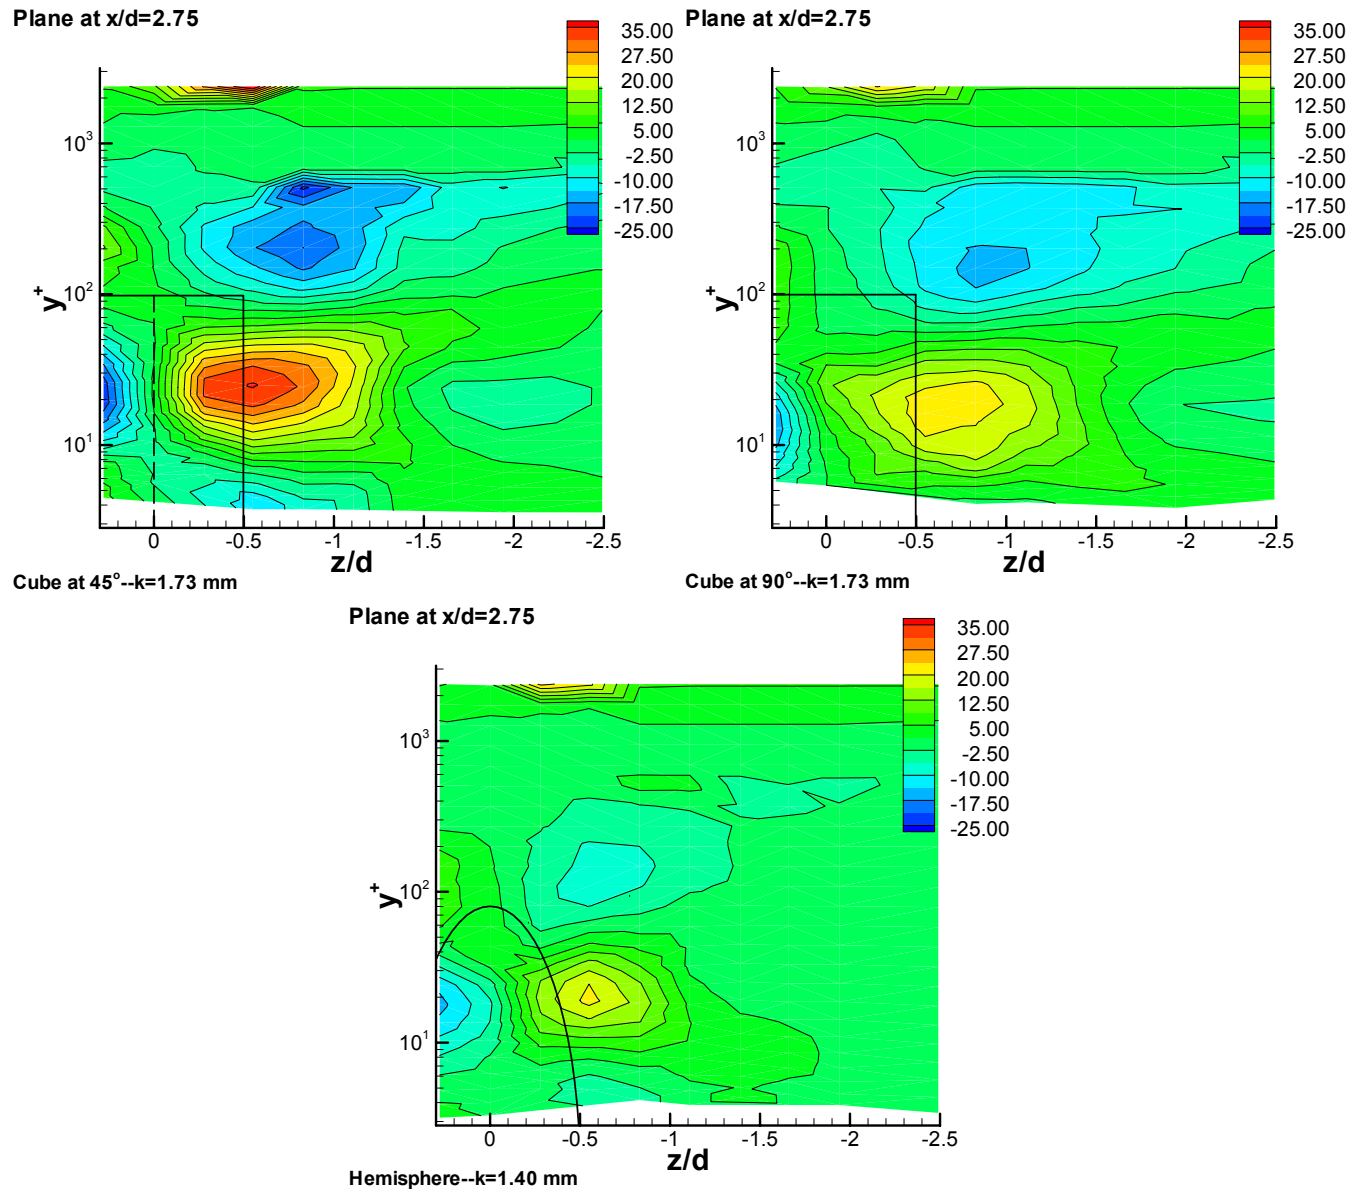 Plane at x/d=2.75
35.00
27.50
20.00
12.50
5.00
-2.50
-10.00
-17.50
-25.00
10³
10²
10¹
y⁺
0 -0.5 -1 -1.5 -2 -2.5
z/d
Cube at 45°--k=1.73 mm
Plane at x/d=2.75
35.00
27.50
20.00
12.50
5.00
-2.50
-10.00
-17.50
-25.00
10³
10²
10¹
y⁺
0 -0.5 -1 -1.5 -2 -2.5
z/d
Cube at 90°--k=1.73 mm
Plane at x/d=2.75
35.00
27.50
20.00
12.50
5.00
-2.50
-10.00
-17.50
-25.00
10³
10²
10¹
y⁺
0 -0.5 -1 -1.5 -2 -2.5
z/d
Hemisphere--k=1.40 mm